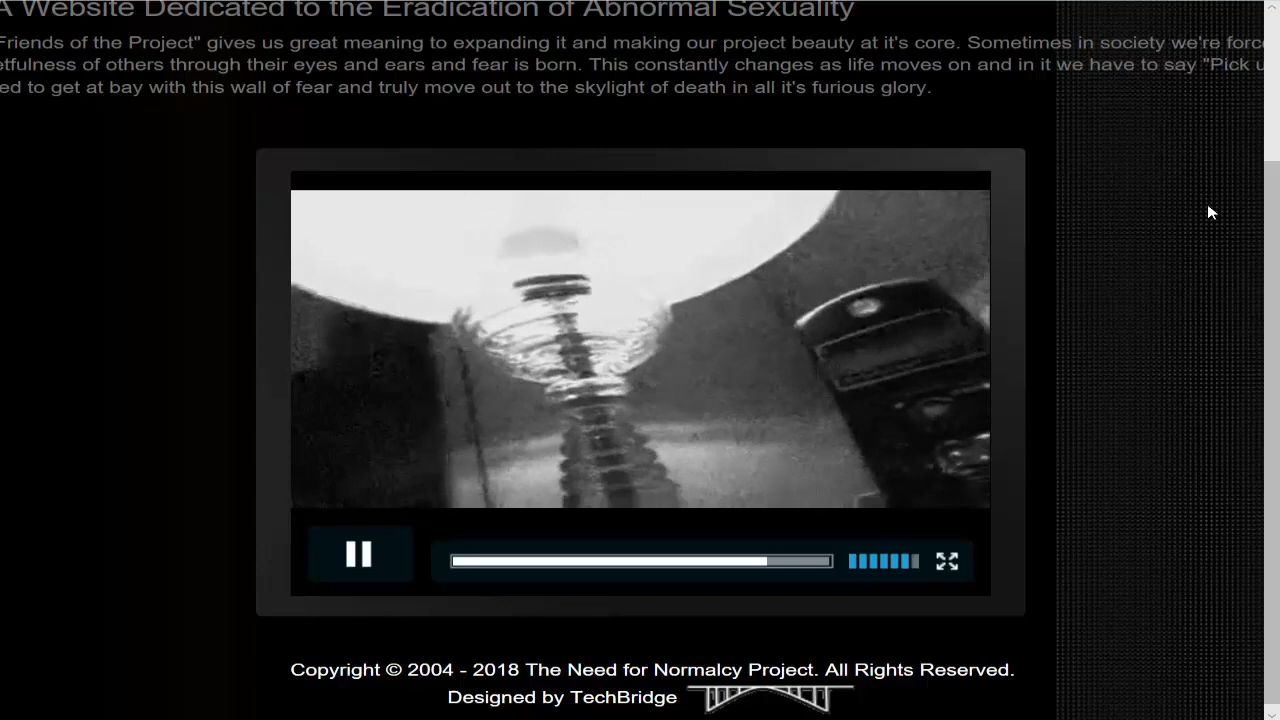 A Website Dedicated to the Eradication of Abnormal Sexuality
Friends of the Project" gives us great meaning to expanding it and making our project beauty at it's core. Sometimes in society we're forc
etfulness of others through their eyes and ears and fear is born. This constantly changes as life moves on and in it we have to say "Pick u
ed to get at bay with this wall of fear and truly move out to the skylight of death in all it's furious glory.
Copyright © 2004 - 2018 The Need for Normalcy Project. All Rights Reserved.
Designed by TechBridge